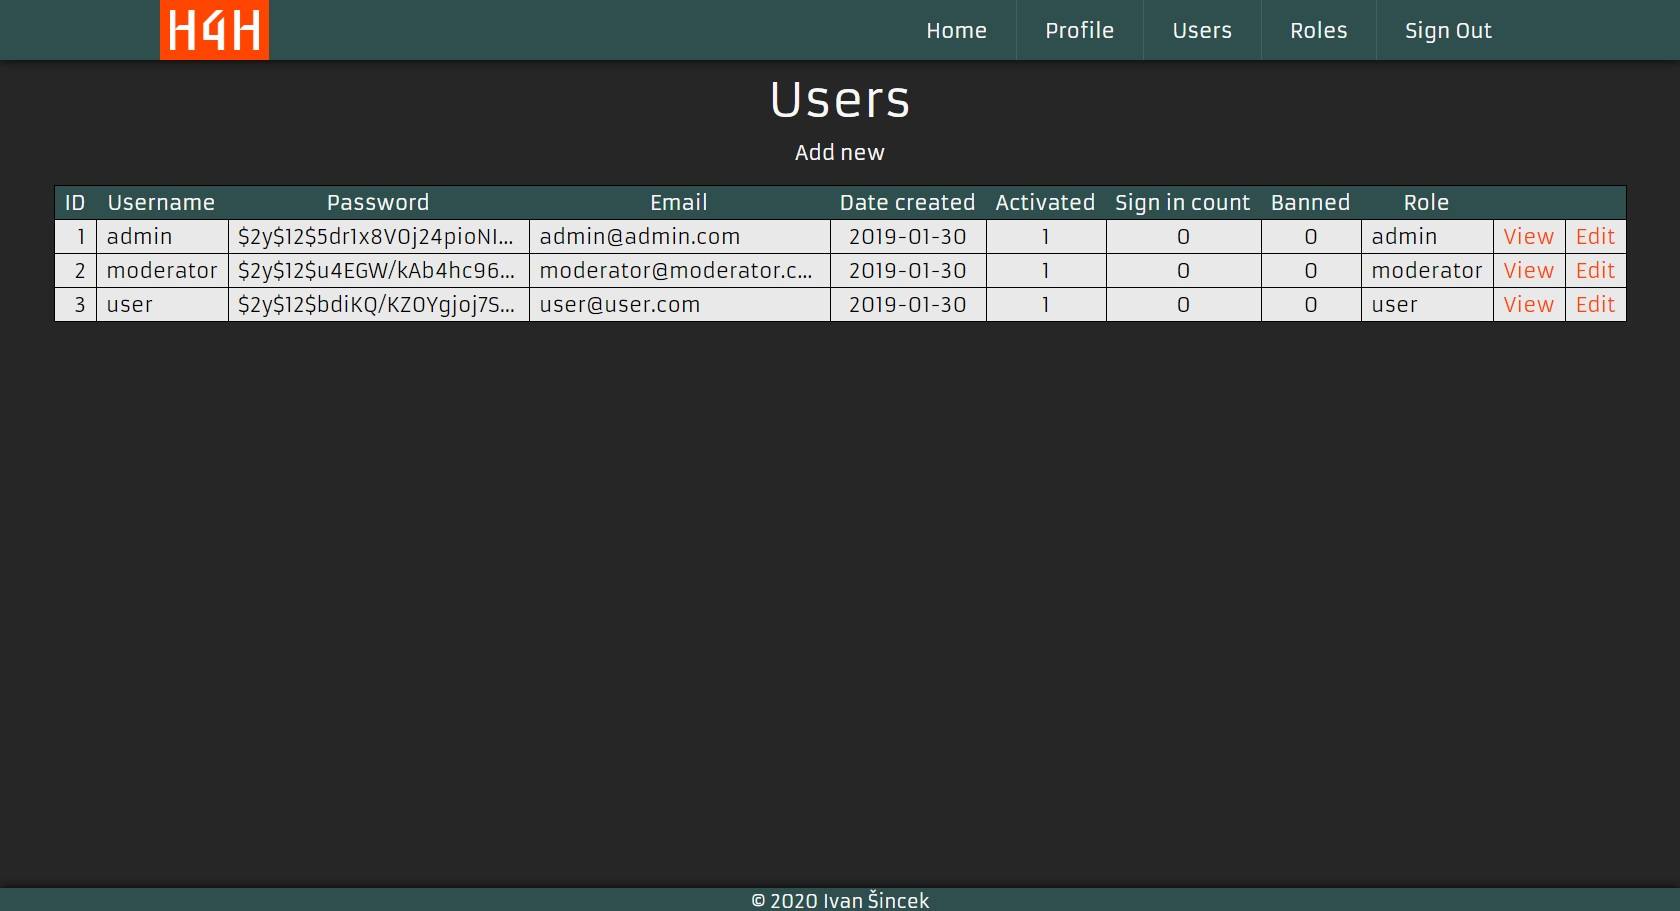 H4H Home Profile Users Roles Sign Out
Users
Add new
ID Username Password Email Date created Activated Sign in count Banned Role
1 admin $2y$12$5dr1x8VOj24pioNI... admin@admin.com 2019-01-30 1 0 0 admin View Edit
2 moderator $2y$12$u4EGW/kAb4hc96... moderator@moderator.c... 2019-01-30 1 0 0 moderator View Edit
3 user $2y$12$bdiKQ/KZOYgjoj7S... user@user.com 2019-01-30 1 0 0 user View Edit
© 2020 Ivan Šincek